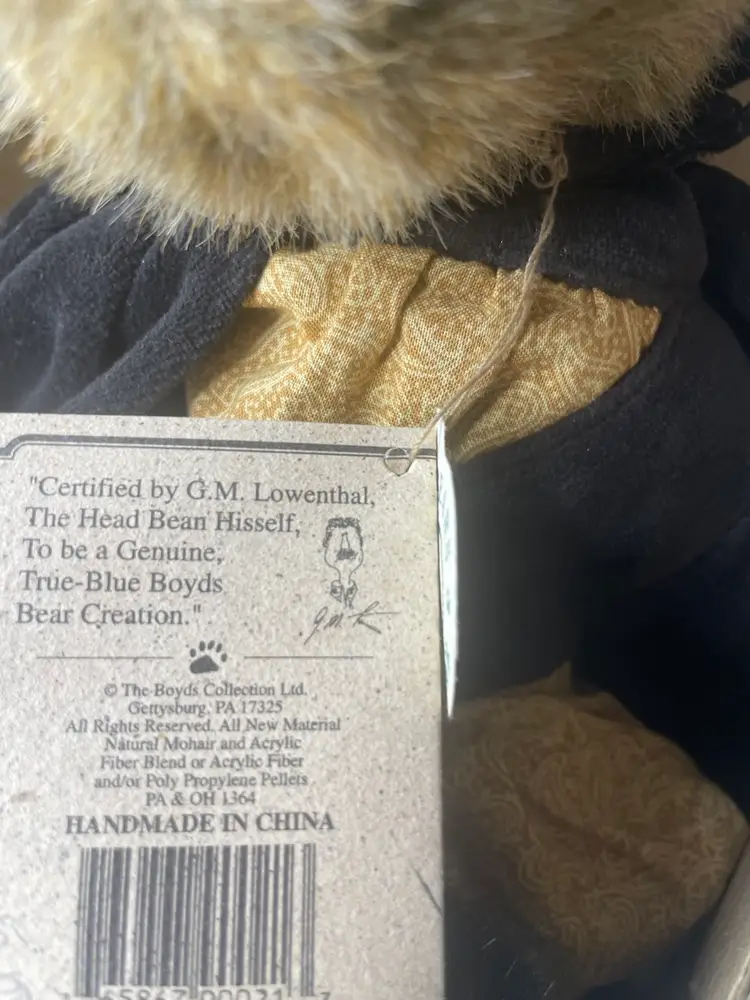 "Certified by G.M. Lowenthal,
The Head Bean Hisself,
To be a Genuine,
True-Blue Boyds
Bear Creation."
© The Boyds Collection Ltd.
Gettysburg, PA 17325
All Rights Reserved. All New Material
Natural Mohair and Acrylic
Fiber Blend or Acrylic Fiber
and/or Poly Propylene Pellets
PA & OH 1364
HANDMADE IN CHINA